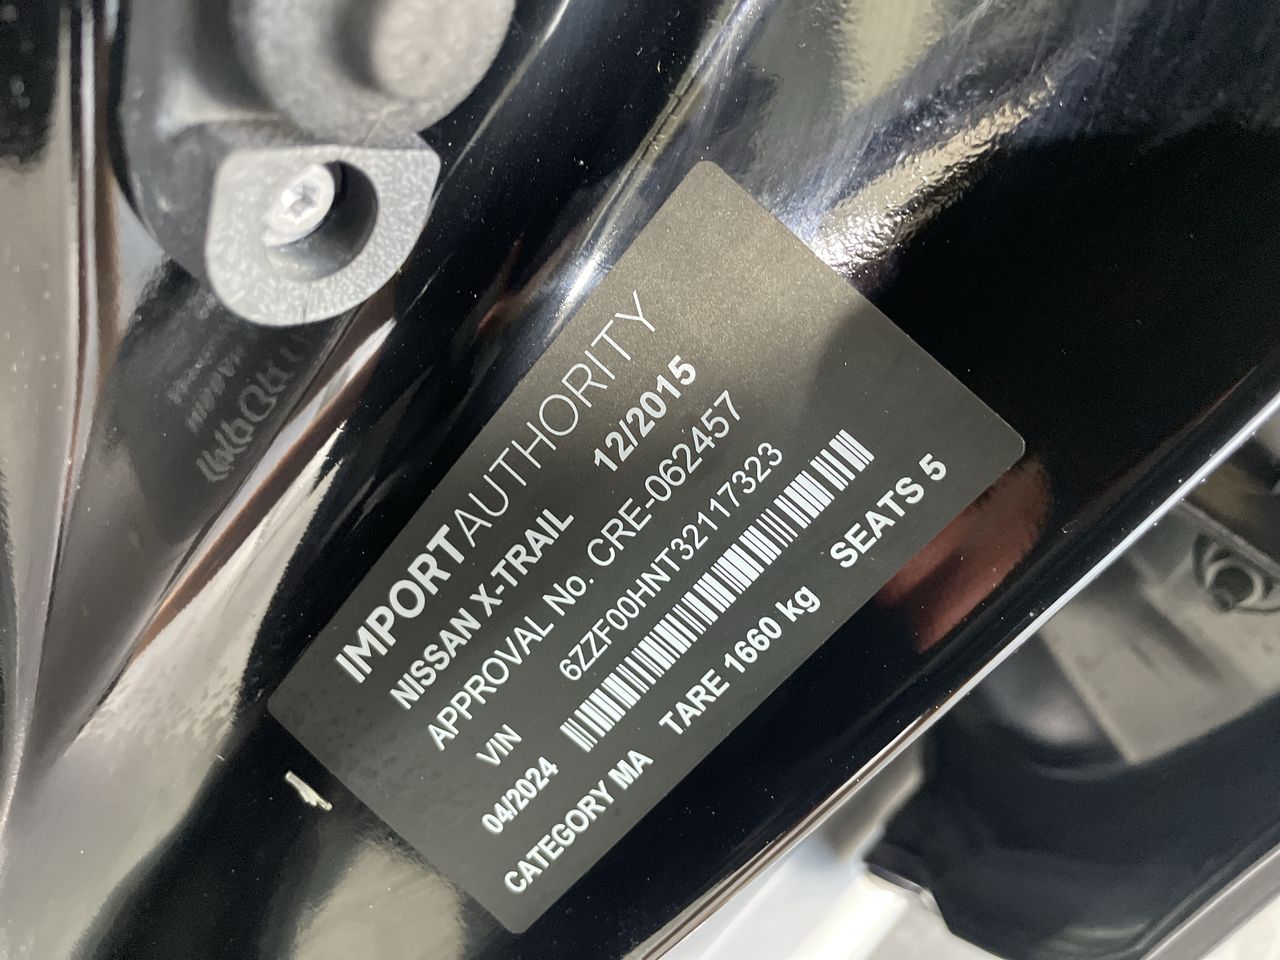 IMPORTAUTHORITY
NISSAN X-TRAIL 12/2015
APPROVAL No. CRE-062457
VIN 6ZZF00HNT32117323
04/2024
CATEGORY MA TARE 1660 kg SEATS 5